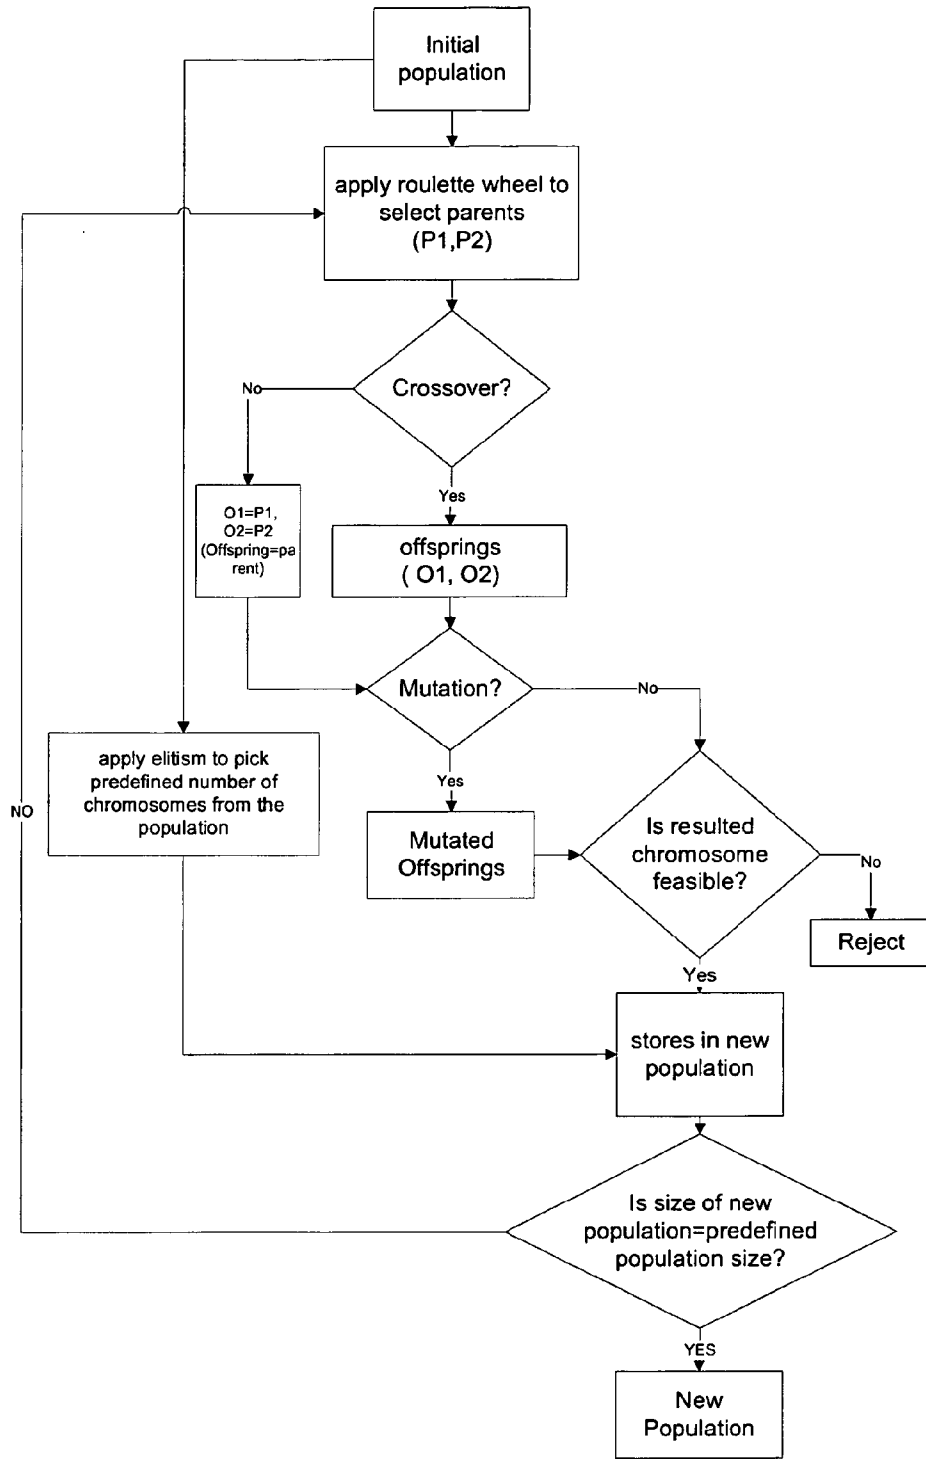 Initial
population
apply roulette wheel to
select parents
(P1,P2)
Crossover?
No
Yes
O1=P1,
O2=P2
(Offspring=pa
rent)
offsprings
( O1, O2)
Mutation?
No
Yes
apply elitism to pick
predefined number of
chromosomes from the
population
NO
Mutated
Offsprings
Is resulted
chromosome
feasible?
No
Reject
Yes
stores in new
population
Is size of new
population=predefined
population size?
YES
New
Population